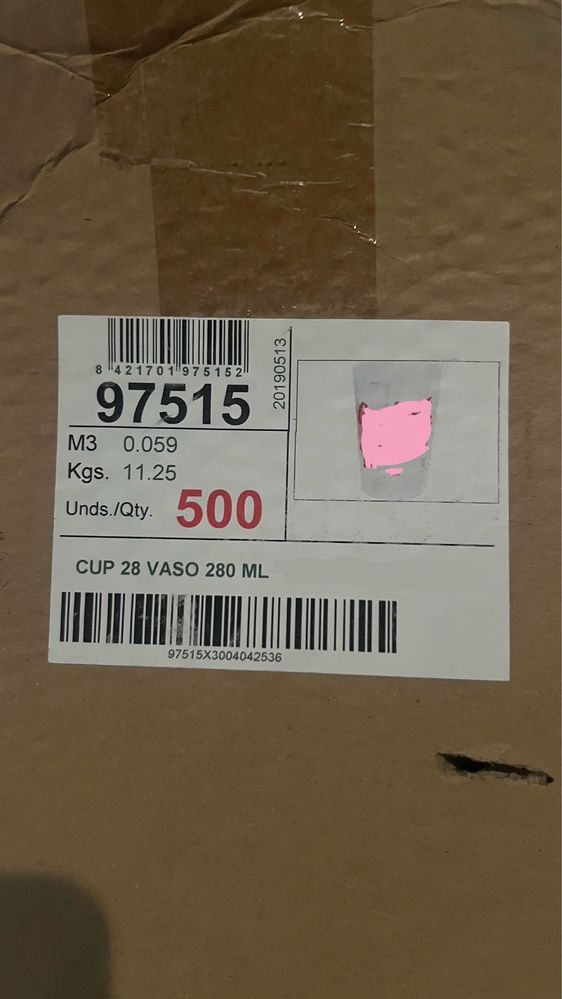 8 421701 975152
20190513
97515
M3 0.059
Kgs. 11.25
Unds./Qty. 500
CUP 28 VASO 280 ML
97515X3004042536